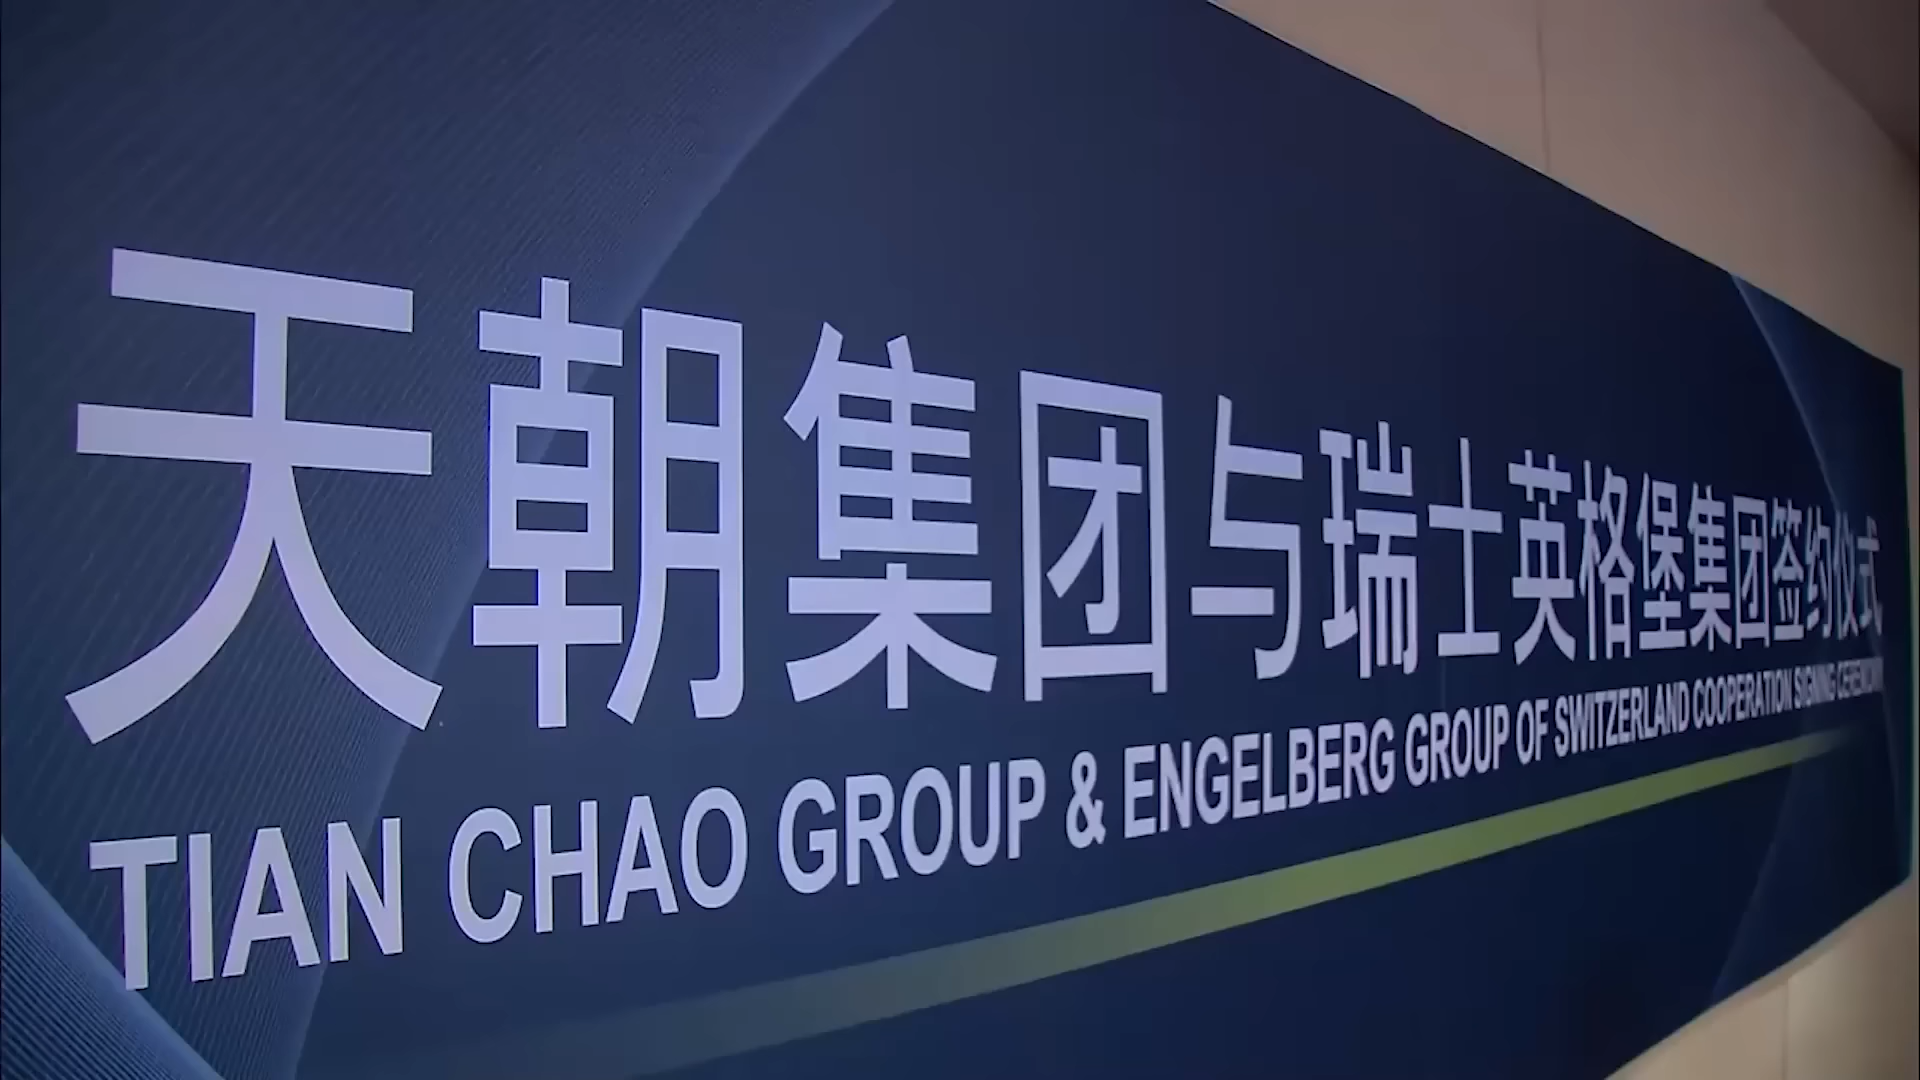 天朝集团与瑞士英格堡集团签约仪式
TIAN CHAO GROUP & ENGELBERG GROUP OF SWITZERLAND COOPERATION SIGNING CEREMONY